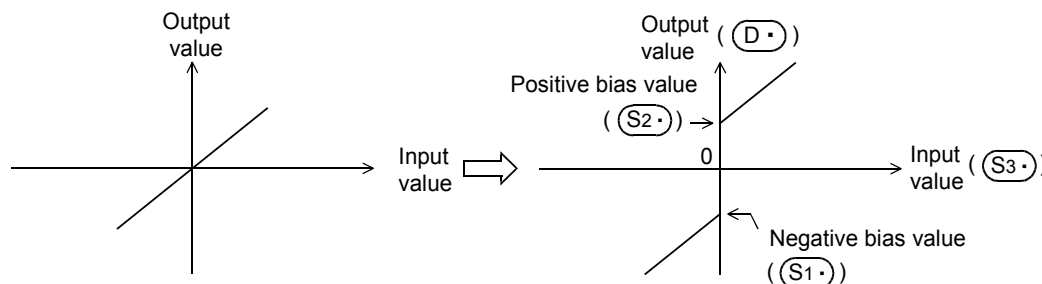 Output
value
Input
value
Output
value ( D· )
Positive bias value
( S2· )
0
Input
value ( S3· )
Negative bias value
( S1· )